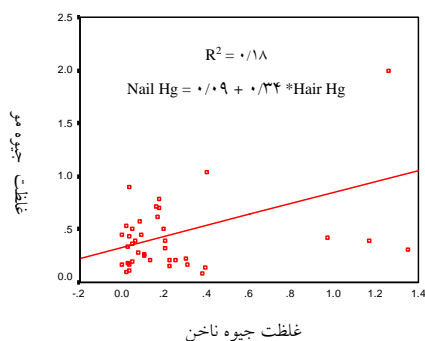 2.5
R² = ۰/۱۸
Nail Hg = ۰/۰۹ + ۰/۳۴ *Hair Hg
2.0
1.5
1.0
.5
0.0
غلظت جیوه مو
-.2 0.0 .2 .4 .6 .8 1.0 1.2 1.4
غلظت جیوه ناخن